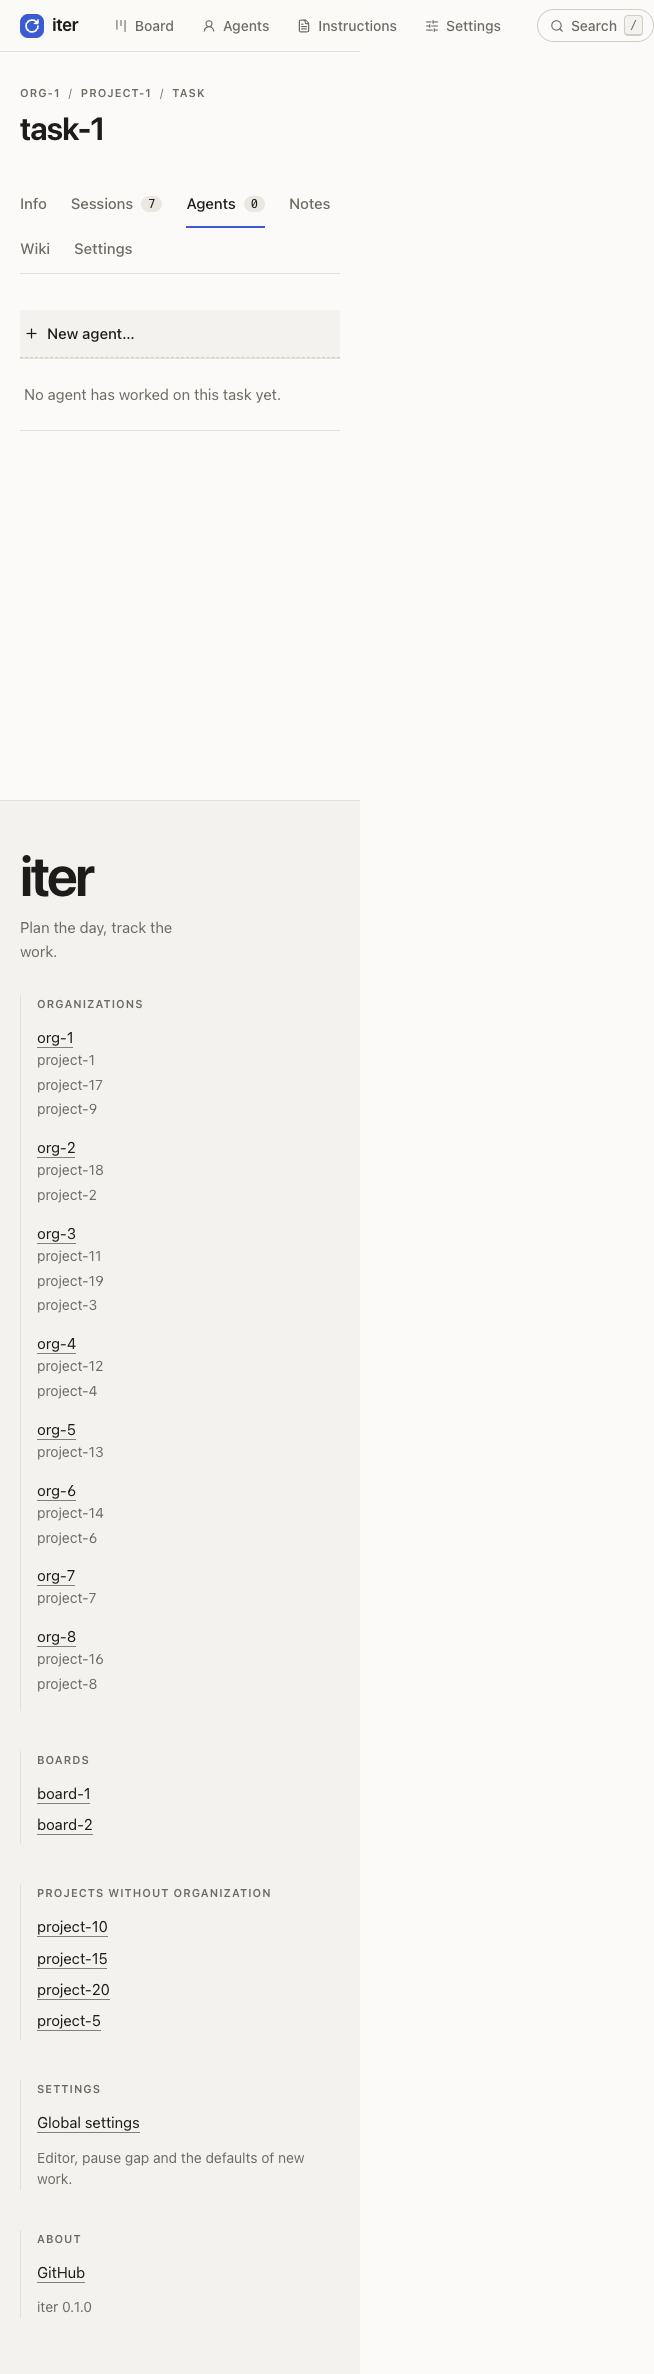 iter Board Agents Instructions Settings Search /
ORG-1 / PROJECT-1 / TASK
task-1
Info Sessions 7 Agents 0 Notes
Wiki Settings
+ New agent...
No agent has worked on this task yet.
iter
Plan the day, track the
work.
ORGANIZATIONS
org-1
project-1
project-17
project-9
org-2
project-18
project-2
org-3
project-11
project-19
project-3
org-4
project-12
project-4
org-5
project-13
org-6
project-14
project-6
org-7
project-7
org-8
project-16
project-8
BOARDS
board-1
board-2
PROJECTS WITHOUT ORGANIZATION
project-10
project-15
project-20
project-5
SETTINGS
Global settings
Editor, pause gap and the defaults of new
work.
ABOUT
GitHub
iter 0.1.0